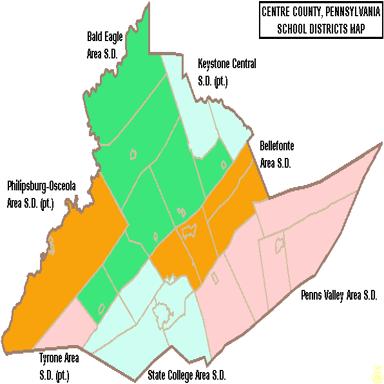 CENTRE COUNTY, PENNSYLVANIA
SCHOOL DISTRICTS MAP
Bald Eagle
Area S.D.
Keystone Central
S.D. (pt.)
Bellefonte
Area S.D.
Philipsburg-Osceola
Area S.D. (pt.)
Penns Valley Area S.D.
Tyrone Area
S.D. (pt.)
State College Area S.D.